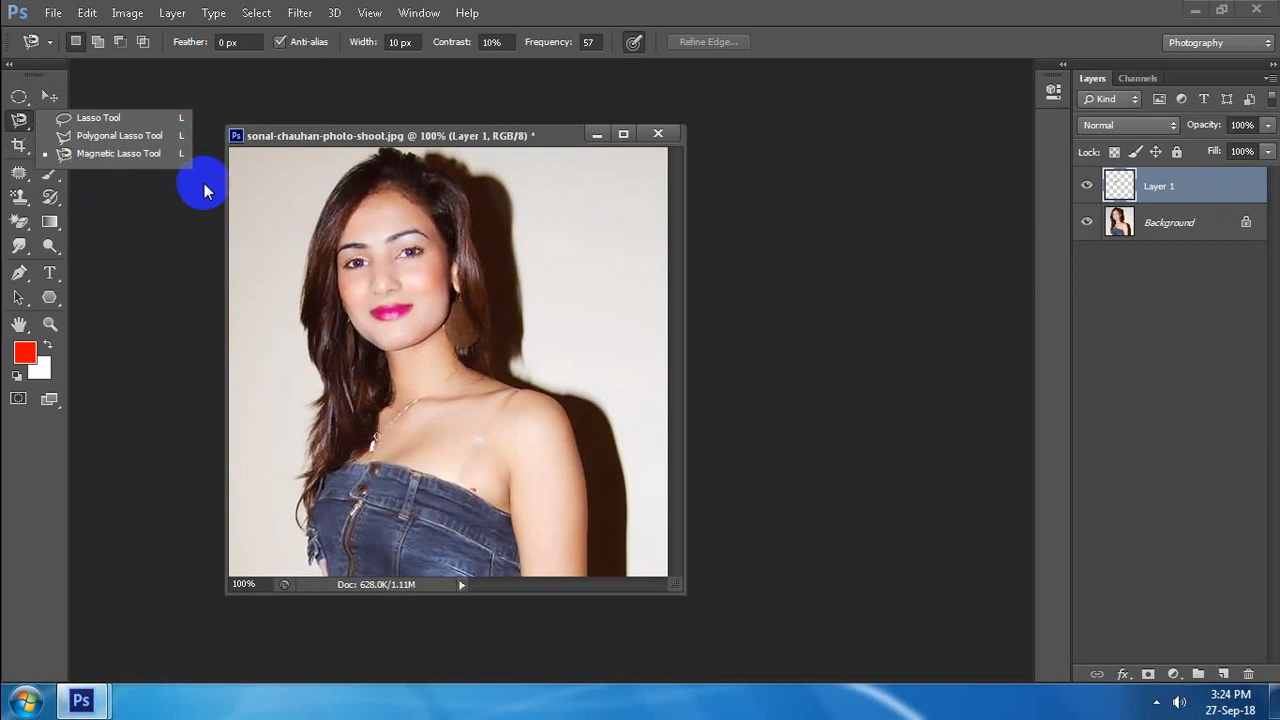 Ps File Edit Image Layer Type Select Filter 3D View Window Help
Feather: 0 px Anti-alias Width: 10 px Contrast: 10% Frequency: 57 Refine Edge... Photography
Layers Channels
Kind
Normal Opacity: 100%
Lock: Fill: 100%
Layer 1
Background
Lasso Tool L
Polygonal Lasso Tool L
Magnetic Lasso Tool L
T
Ps sonal-chauhan-photo-shoot.jpg @ 100% (Layer 1, RGB/8) *
100% Doc: 628.0K/1.11M
fx
Ps
3:24 PM
27-Sep-18